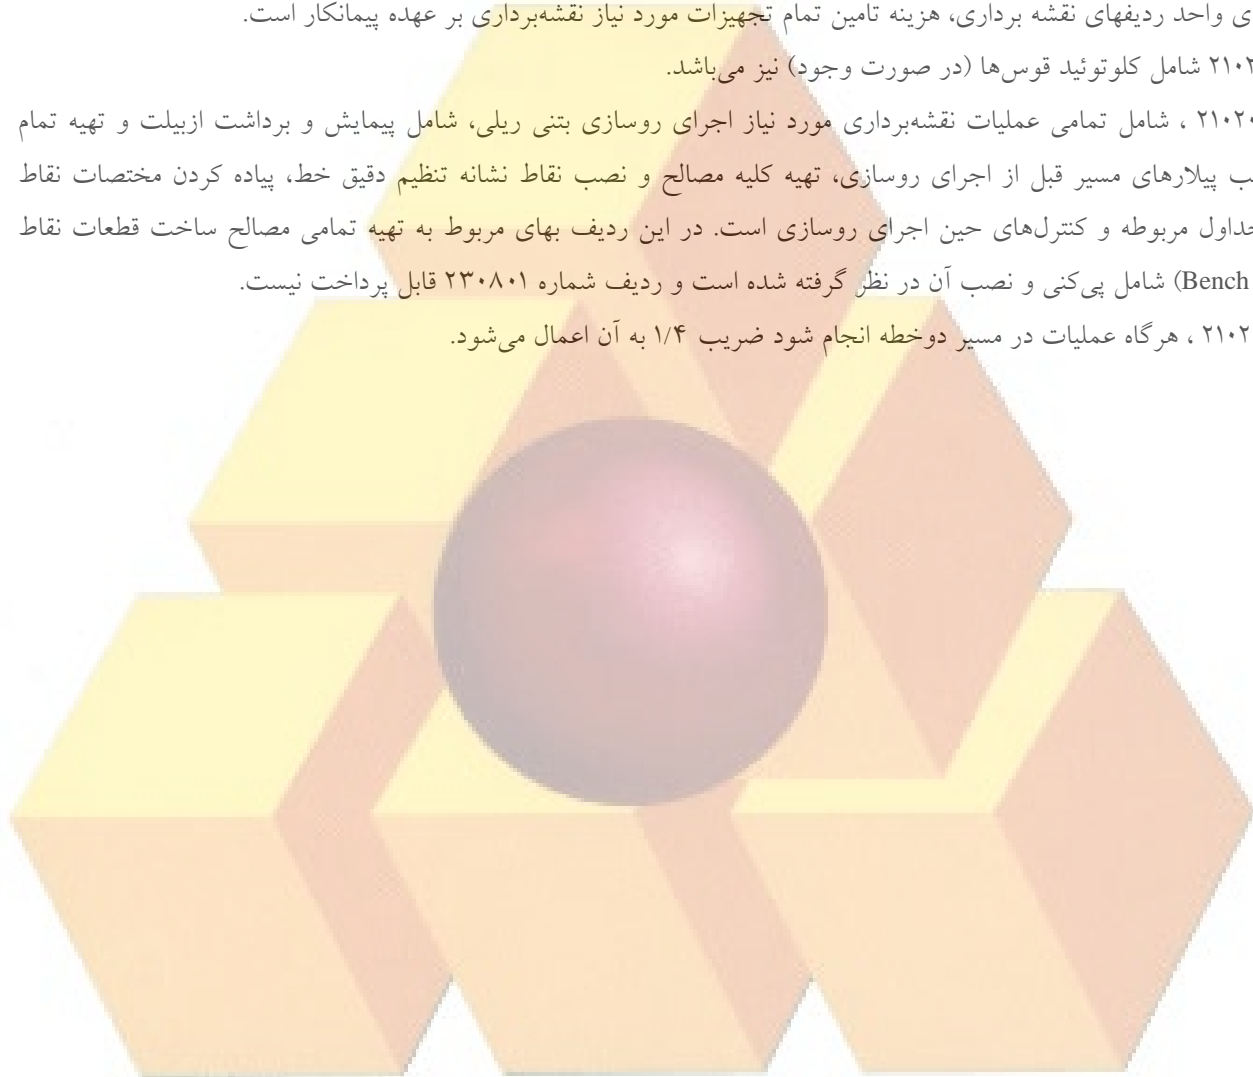 ی واحد ردیفهای نقشه برداری، هزینه تامین تمام تجهیزات مورد نیاز نقشه‌برداری بر عهده پیمانکار است.
شامل کلوتوئید قوس‌ها (در صورت وجود) نیز می‌باشد.
، شامل تمامی عملیات نقشه‌برداری مورد نیاز اجرای روسازی بتنی ریلی، شامل پیمایش و برداشت ازبیلت و تهیه تمام
ب پیلارهای مسیر قبل از اجرای روسازی، تهیه کلیه مصالح و نصب نقاط نشانه تنظیم دقیق خط، پیاده کردن مختصات نقاط
جداول مربوطه و کنترل‌های حین اجرای روسازی است. در این ردیف بهای مربوط به تهیه تمامی مصالح ساخت قطعات نقاط
Bench) شامل پی‌کنی و نصب آن در نظر گرفته شده است و ردیف شماره ۲۳۰۸۰۱ قابل پرداخت نیست.
۲۱۰۲ ، هرگاه عملیات در مسیر دوخطه انجام شود ضریب ۱/۴ به آن اعمال می‌شود.